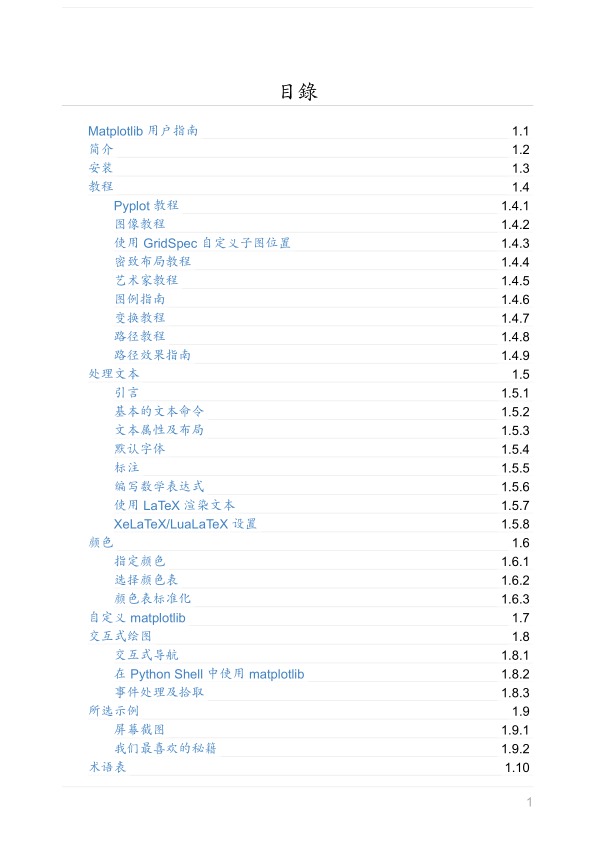 目錄
Matplotlib 用户指南 1.1
简介 1.2
安装 1.3
教程 1.4
Pyplot 教程 1.4.1
图像教程 1.4.2
使用 GridSpec 自定义子图位置 1.4.3
密致布局教程 1.4.4
艺术家教程 1.4.5
图例指南 1.4.6
变换教程 1.4.7
路径教程 1.4.8
路径效果指南 1.4.9
处理文本 1.5
引言 1.5.1
基本的文本命令 1.5.2
文本属性及布局 1.5.3
默认字体 1.5.4
标注 1.5.5
编写数学表达式 1.5.6
使用 LaTeX 渲染文本 1.5.7
XeLaTeX/LuaLaTeX 设置 1.5.8
颜色 1.6
指定颜色 1.6.1
选择颜色表 1.6.2
颜色表标准化 1.6.3
自定义 matplotlib 1.7
交互式绘图 1.8
交互式导航 1.8.1
在 Python Shell 中使用 matplotlib 1.8.2
事件处理及拾取 1.8.3
所选示例 1.9
屏幕截图 1.9.1
我们最喜欢的秘籍 1.9.2
术语表 1.10
1